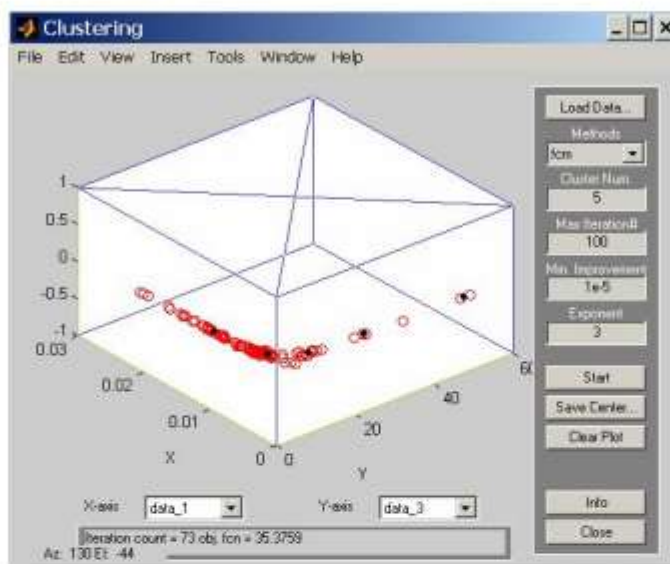 Clustering
File Edit View Insert Tools Window Help
Load Data...
Methods
fcm
Cluster Num
5
Max Iteration#
100
Min. Improvement
1e-5
Exponent
3
Start
Save Center...
Clear Plot
Info
Close
1
0.5
0
-0.5
-1
0.03
0.02
0.01
0
X
0
20
40
60
Y
X-axis data_1 Y-axis data_3
Iteration count = 73 obj. fcn = 35.3759
Az: 130 El: -44